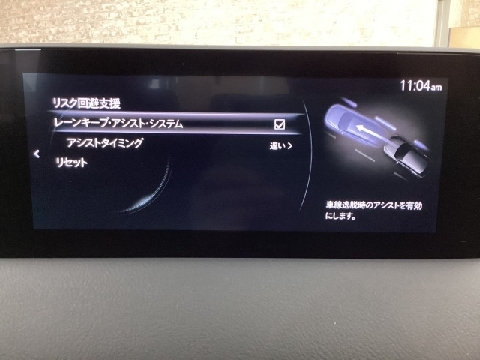 11:04am
リスク回避支援
レーンキープ・アシスト・システム
アシストタイミング 遅い
リセット
車線逸脱時のアシストを有効
にします。